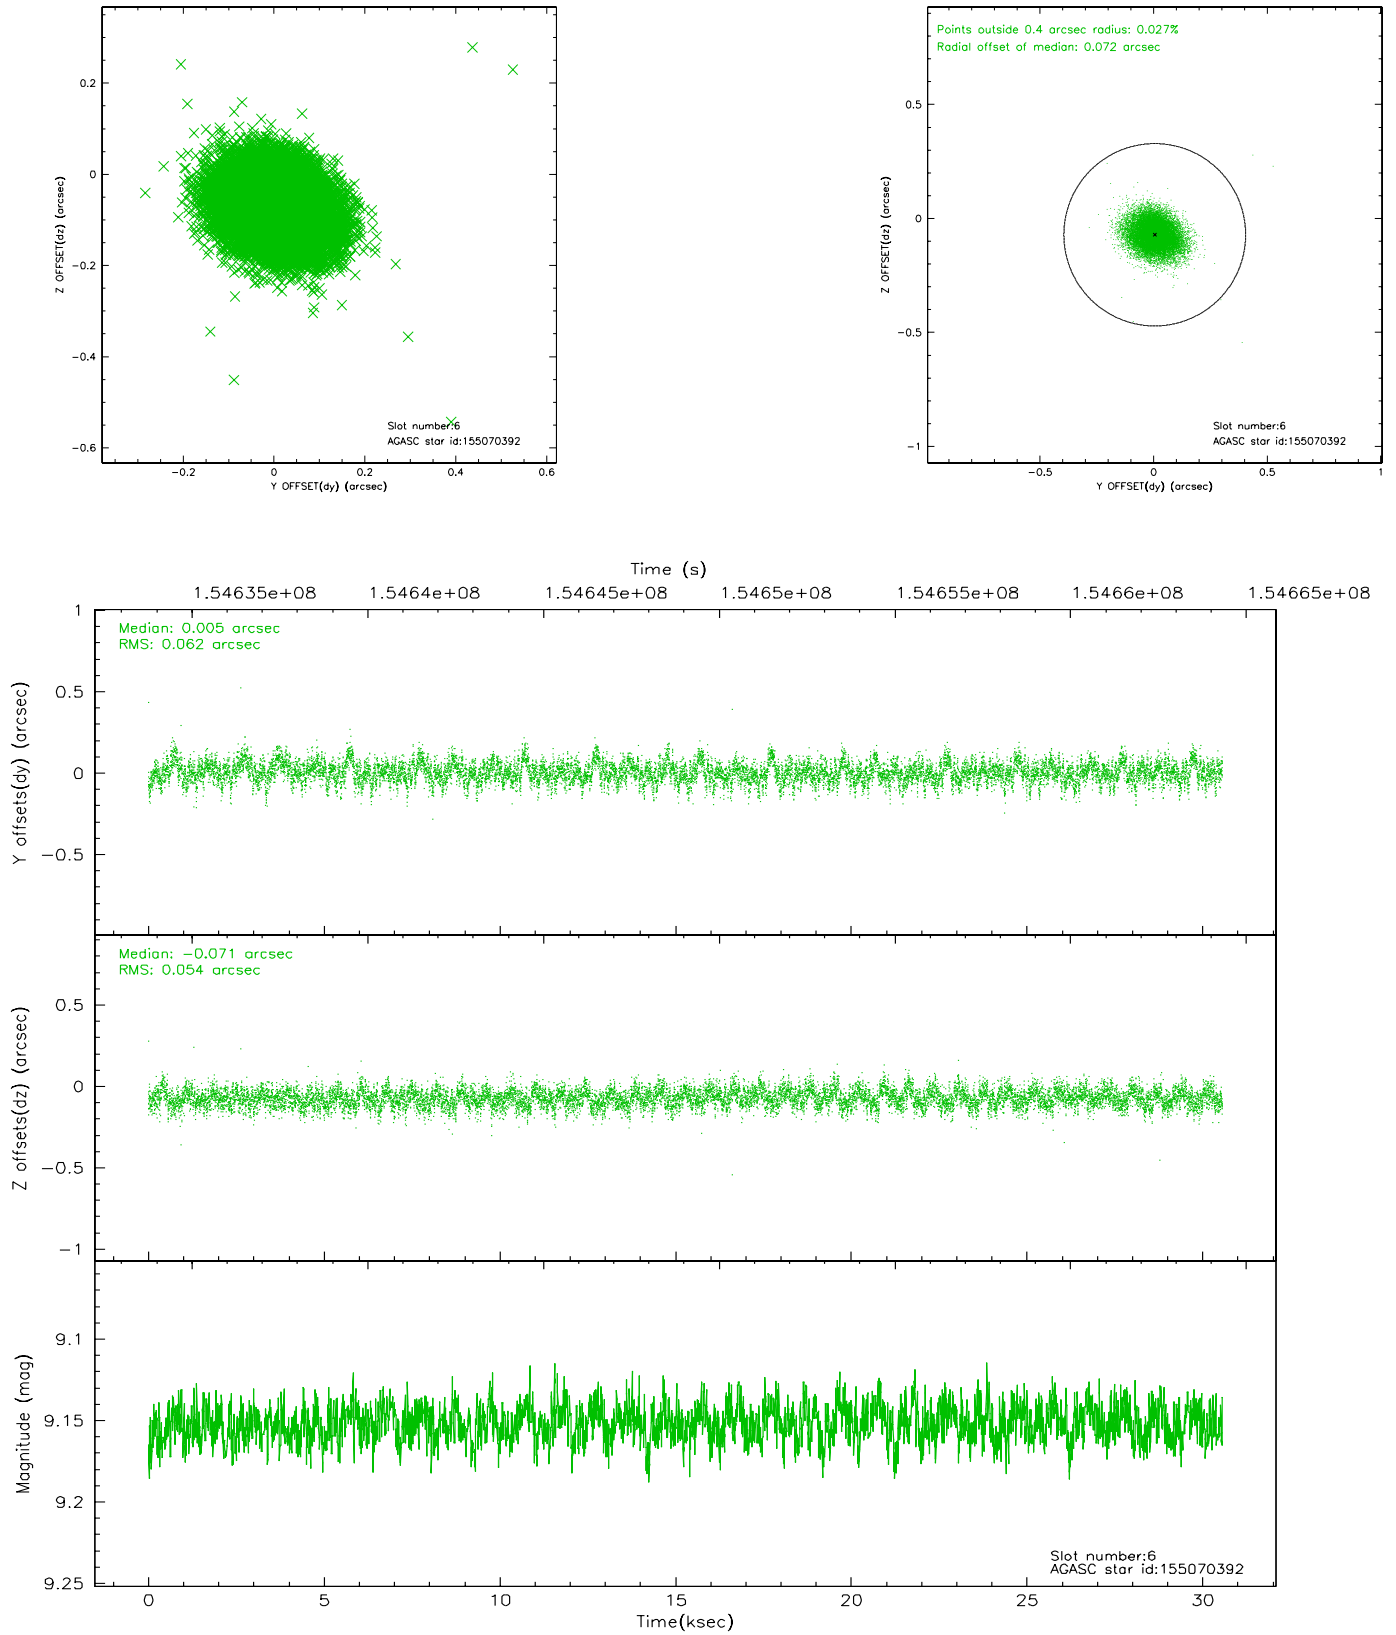 0.2
0
−0.2
−0.4
−0.6
Z OFFSET(dz) (arcsec)
Slot number:6
AGASC star id:155070392
−0.2 0 0.2 0.4 0.6
Y OFFSET(dy) (arcsec)
Points outside 0.4 arcsec radius: 0.027%
Radial offset of median: 0.072 arcsec
0.5
0
−0.5
−1
Z OFFSET(dz) (arcsec)
Slot number:6
AGASC star id:155070392
−0.5 0 0.5 1
Y OFFSET(dy) (arcsec)
Time (s)
1.54635e+08 1.5464e+08 1.54645e+08 1.5465e+08 1.54655e+08 1.5466e+08 1.54665e+08
Median: 0.005 arcsec
RMS: 0.062 arcsec
1
0.5
0
−0.5
Y offsets(dy) (arcsec)
Median: −0.071 arcsec
RMS: 0.054 arcsec
0.5
0
−0.5
−1
Z offsets(dz) (arcsec)
9.1
9.15
9.2
9.25
Magnitude (mag)
Slot number:6
AGASC star id:155070392
0 5 10 15 20 25 30
Time(ksec)